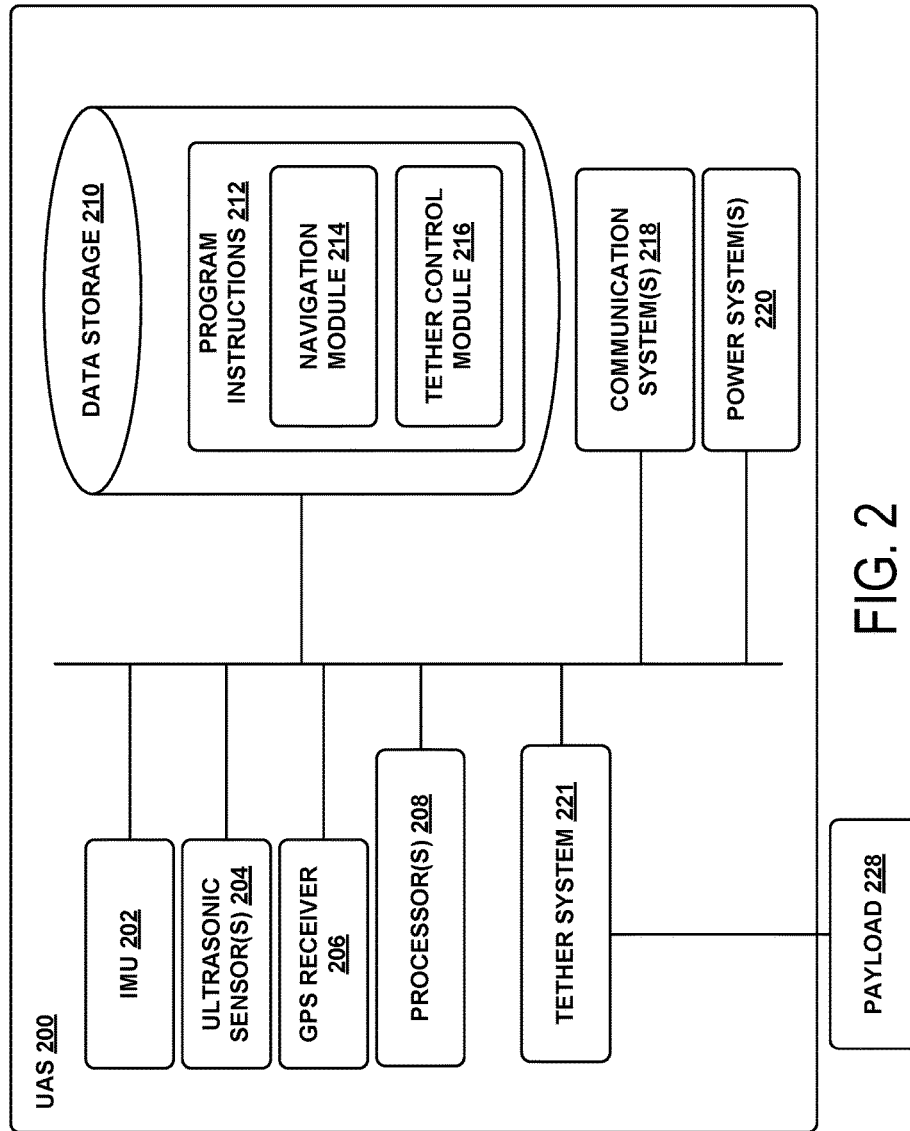 UAS 200
IMU 202
ULTRASONIC
SENSOR(S) 204
GPS RECEIVER
206
PROCESSOR(S) 208
TETHER SYSTEM 221
PAYLOAD 228
DATA STORAGE 210
PROGRAM
INSTRUCTIONS 212
NAVIGATION
MODULE 214
TETHER CONTROL
MODULE 216
COMMUNICATION
SYSTEM(S) 218
POWER SYSTEM(S)
220
FIG. 2